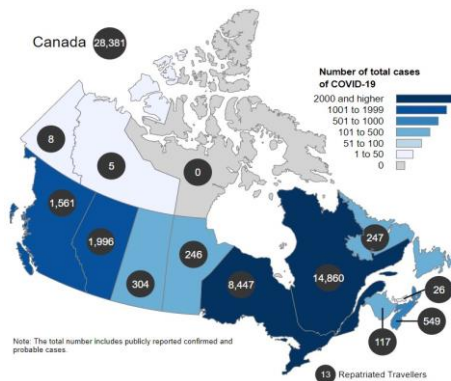 Canada 28,381
Number of total cases
of COVID-19
2000 and higher
1001 to 1999
501 to 1000
101 to 500
51 to 100
1 to 50
0
8
5
0
1,561
1,996
304
246
8,447
14,860
247
26
549
117
Note: The total number includes publicly reported confirmed and
probable cases.
13 Repatriated Travellers